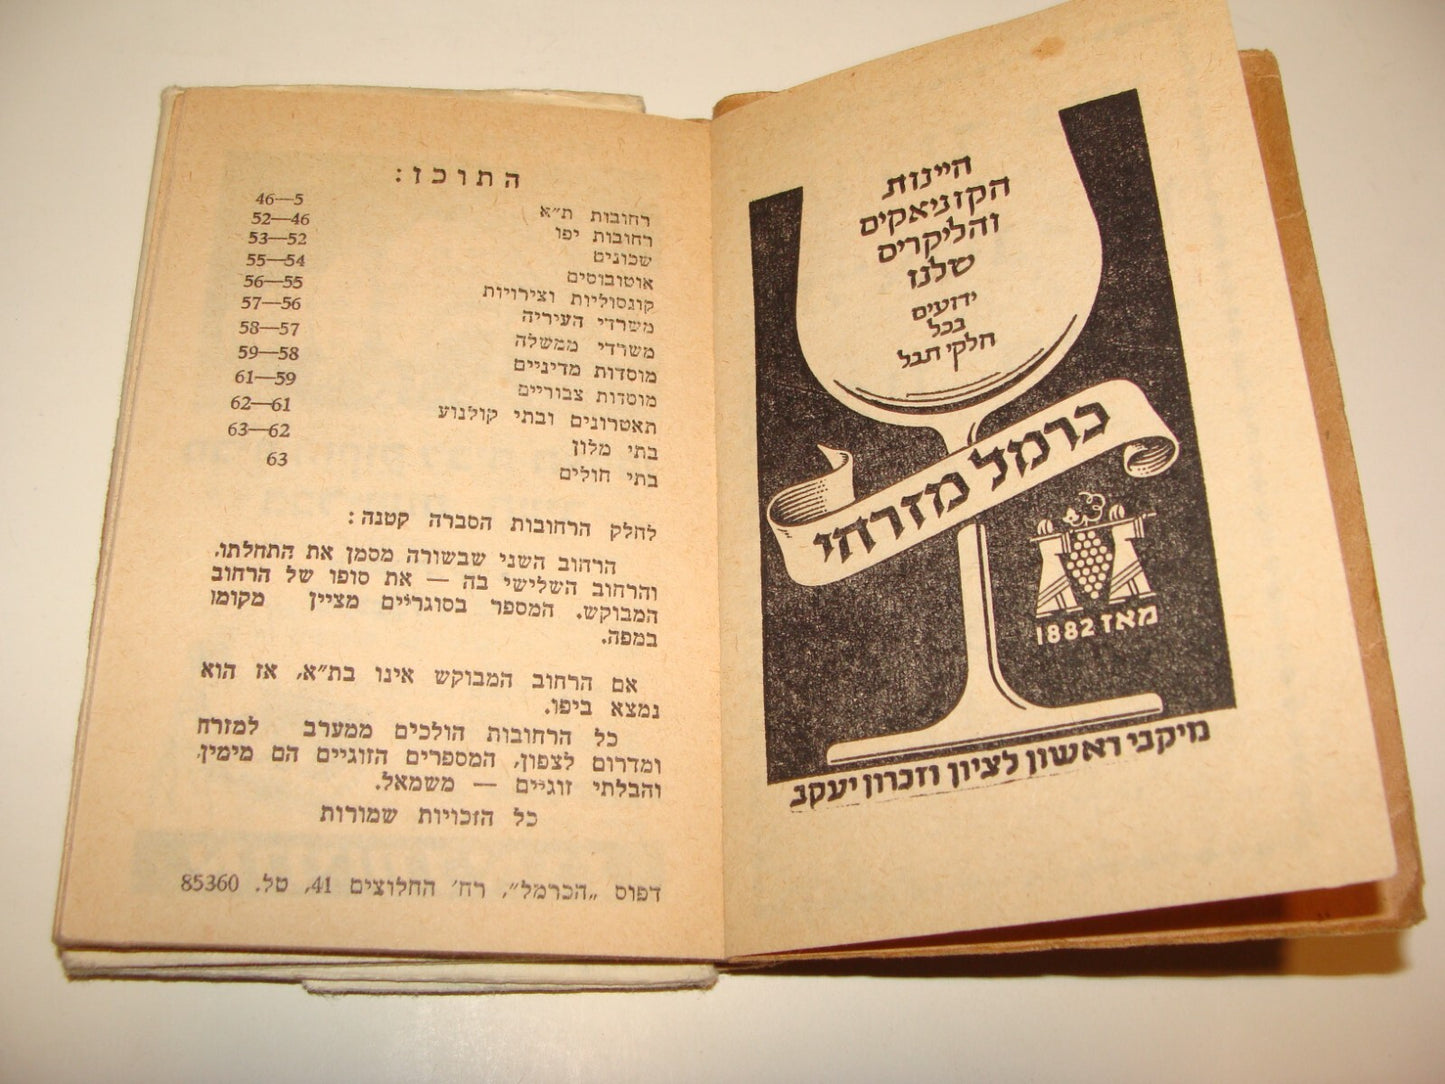 התוכן:
רחובות ת״א 5—46
רחובות יפו 46—52
שכונים 52—53
אוטובוסים 54—55
קונסוליות וצירויות 55—56
משרדי העיריה 56—57
משרדי ממשלה 57—58
מוסדות מדיניים 58—59
מוסדות צבוריים 59—61
תאטרונים ובתי קולנוע 61—62
בתי מלון 62—63
בתי חולים 63
לחלק הרחובות הסברה קטנה:
הרחוב השני שבשורה מסמן את התחלתו,
והרחוב השלישי בה — את סופו של הרחוב
המבוקש. המספר בסוגריים מציין מקומו
במפה.
אם הרחוב המבוקש אינו בת״א, אז הוא
נמצא ביפו.
כל הרחובות הולכים ממערב למזרח
ומדרום לצפון, המספרים הזוגיים הם מימין,
והבלתי זוגיים — משמאל.
כל הזכויות שמורות
דפוס „הכרמל״, רח׳ החלוצים 41, טל. 85360
היינות
הקוניאקים
והליקרים
שלנו
ידועים
בכל
חלקי תבל
כרמל מזרחי
מאז 1882
מיקבי ראשון לציון וזכרון יעקב